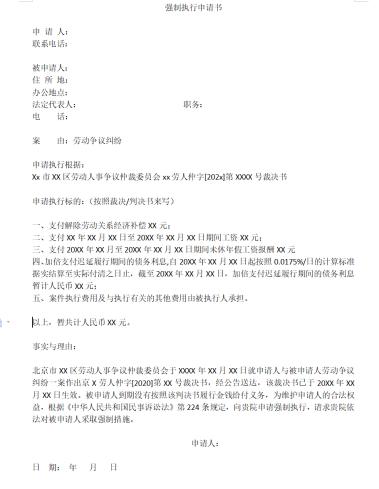 强制执行申请书
申 请 人：
联系电话：
被申请人：
住 所 地：
办公地点：
法定代表人： 职务：
电 话：
案 由：劳动争议纠纷
申请执行根据：
Xx 市 XX 区劳动人事争议仲裁委员会 xx 劳人仲字[202x]第 XXXX 号裁决书
申请执行标的：（按照裁决/判决书来写）
一、支付解除劳动关系经济补偿 XX 元；
二、支付 XX 年 XX 月 XX 日至 20XX 年 XX 月 XX 日期间工资 XX 元；
三、支付 20XX 年 XX 月至 20XX 年 XX 月 XX 日期间未休年假工资报酬 XX 元
四、加倍支付迟延履行期间的债务利息,自 20XX 年 XX 月 XX 日起按照 0.0175%/日的计算标准
据实结算至实际付清之日止，截至 20XX 年 XX 月 XX 日，加倍支付迟延履行期间的债务利息
暂计人民币 XX 元；
五、案件执行费用及与执行有关的其他费用由被执行人承担。
以上，暂共计人民币 XX 元。
事实与理由：
北京市 XX 区劳动人事争议仲裁委员会于 XXXX 年 XX 月 XX 日就申请人与被申请人劳动争议
纠纷一案作出京 X 劳人仲字[2020]第 XX 号裁决书，经公告送达，该裁决书已于 20XX 年 XX
月 XX 日生效。被申请人到期没有按照该判决书履行金钱给付义务，为维护申请人的合法权
益，根据《中华人民共和国民事诉讼法》第 224 条规定，向贵院申请强制执行，请求贵院依
法对被申请人采取强制措施。
申请人：
日 期： 年 月 日